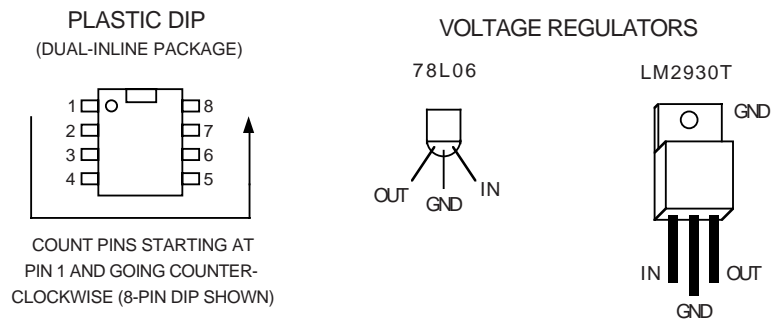 PLASTIC DIP
(DUAL-INLINE PACKAGE)
1 8
2 7
3 6
4 5
COUNT PINS STARTING AT
PIN 1 AND GOING COUNTER-
CLOCKWISE (8-PIN DIP SHOWN)
VOLTAGE REGULATORS
78L06
OUT GND IN
LM2930T
GND
IN OUT
GND